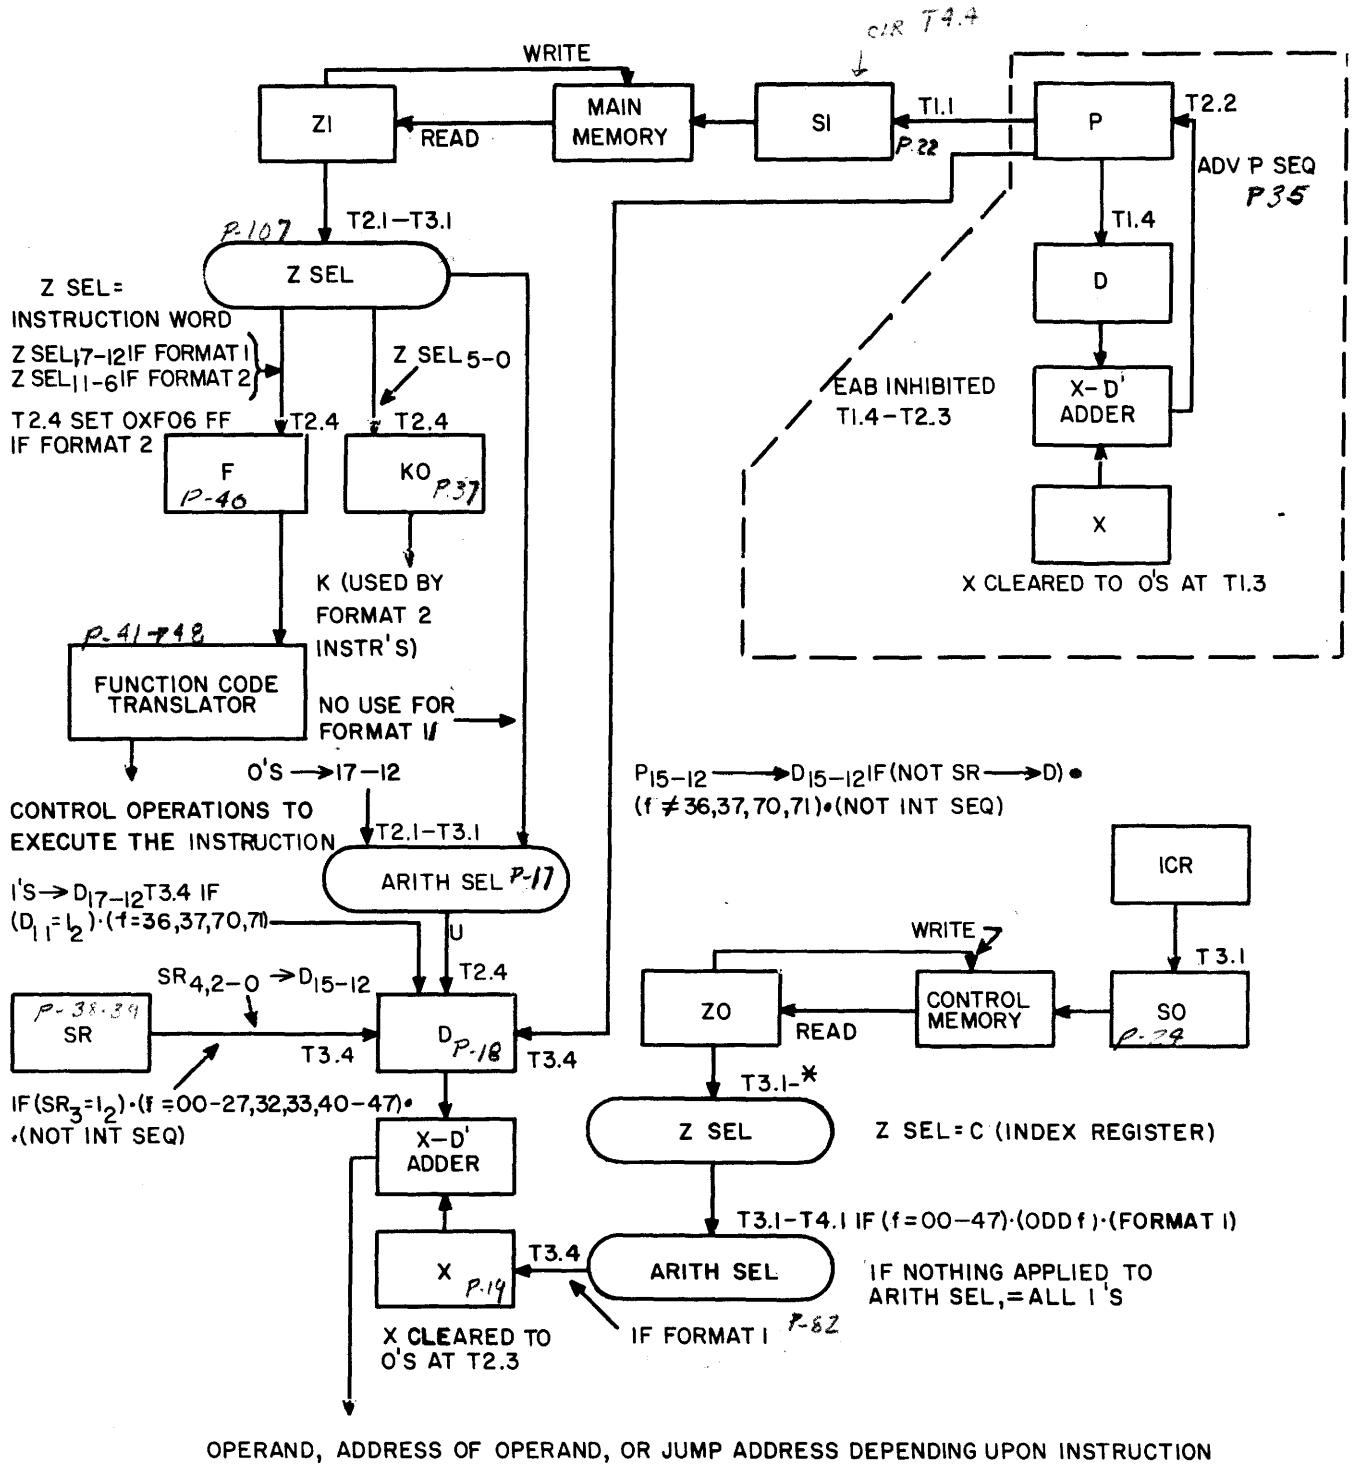 CIR T4.4
WRITE
ZI
MAIN
MEMORY
SI
P
READ
T1.1
P.22
T2.2
ADV P SEQ
P35
T1.4
D
X-D'
ADDER
X
X CLEARED TO O'S AT T1.3
EAB INHIBITED
T1.4-T2.3
P-107
T2.1-T3.1
Z SEL
Z SEL=
INSTRUCTION WORD
Z SEL17-12 IF FORMAT 1
Z SEL11-6 IF FORMAT 2
T2.4 SET OXFO6 FF
IF FORMAT 2
Z SEL5-0
T2.4
T2.4
F
P-40
KO
P.37
K (USED BY
FORMAT 2
INSTR'S)
P-41→48
FUNCTION CODE
TRANSLATOR
NO USE FOR
FORMAT 1
O'S → 17-12
CONTROL OPERATIONS TO
EXECUTE THE INSTRUCTION
T2.1-T3.1
ARITH SEL P-17
P15-12 → D15-12 IF (NOT SR → D) •
(f ≠ 36,37,70,71)•(NOT INT SEQ)
1'S → D17-12 T3.4 IF
(D11=1₂)·(f=36,37,70,71)
U
T2.4
SR4,2-0 → D15-12
P-38-39
SR
T3.4
D
P-18
T3.4
IF (SR3=1₂)·(f=00-27,32,33,40-47)•
•(NOT INT SEQ)
X-D'
ADDER
X
P.19
X CLEARED TO
O'S AT T2.3
ICR
T3.1
SO
P-24
WRITE
CONTROL
MEMORY
READ
ZO
T3.1-*
Z SEL
Z SEL=C (INDEX REGISTER)
T3.1-T4.1 IF (f=00-47)·(ODD f)·(FORMAT 1)
T3.4
ARITH SEL
IF NOTHING APPLIED TO
ARITH SEL,=ALL 1'S
IF FORMAT 1
P-82
OPERAND, ADDRESS OF OPERAND, OR JUMP ADDRESS DEPENDING UPON INSTRUCTION